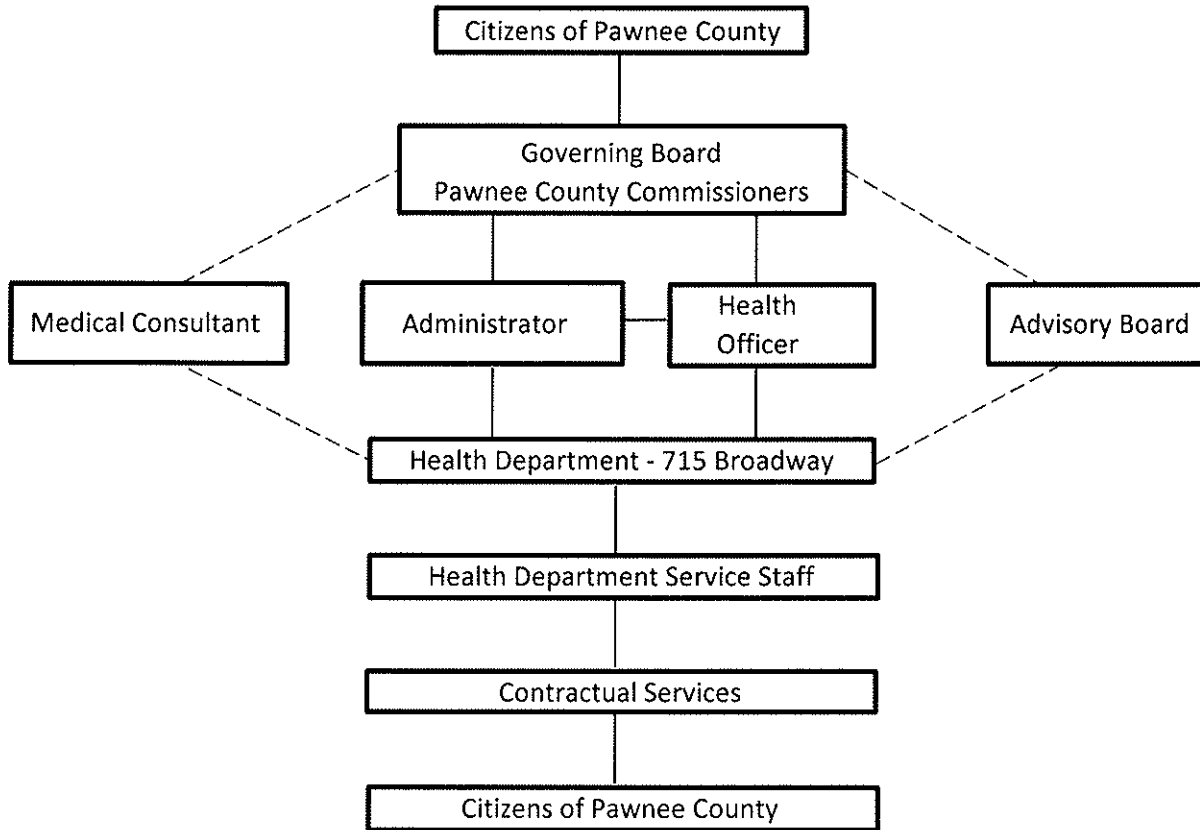 Citizens of Pawnee County
Governing Board
Pawnee County Commissioners
Medical Consultant
Administrator
Health
Officer
Advisory Board
Health Department - 715 Broadway
Health Department Service Staff
Contractual Services
Citizens of Pawnee County